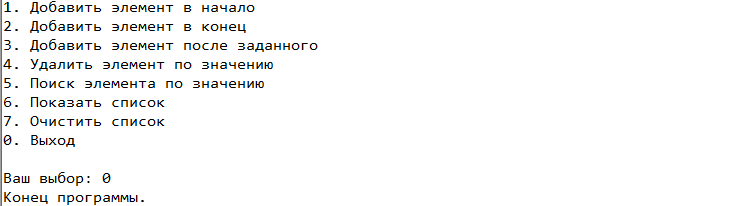 1. Добавить элемент в начало
2. Добавить элемент в конец
3. Добавить элемент после заданного
4. Удалить элемент по значению
5. Поиск элемента по значению
6. Показать список
7. Очистить список
0. Выход
Ваш выбор: 0
Конец программы.